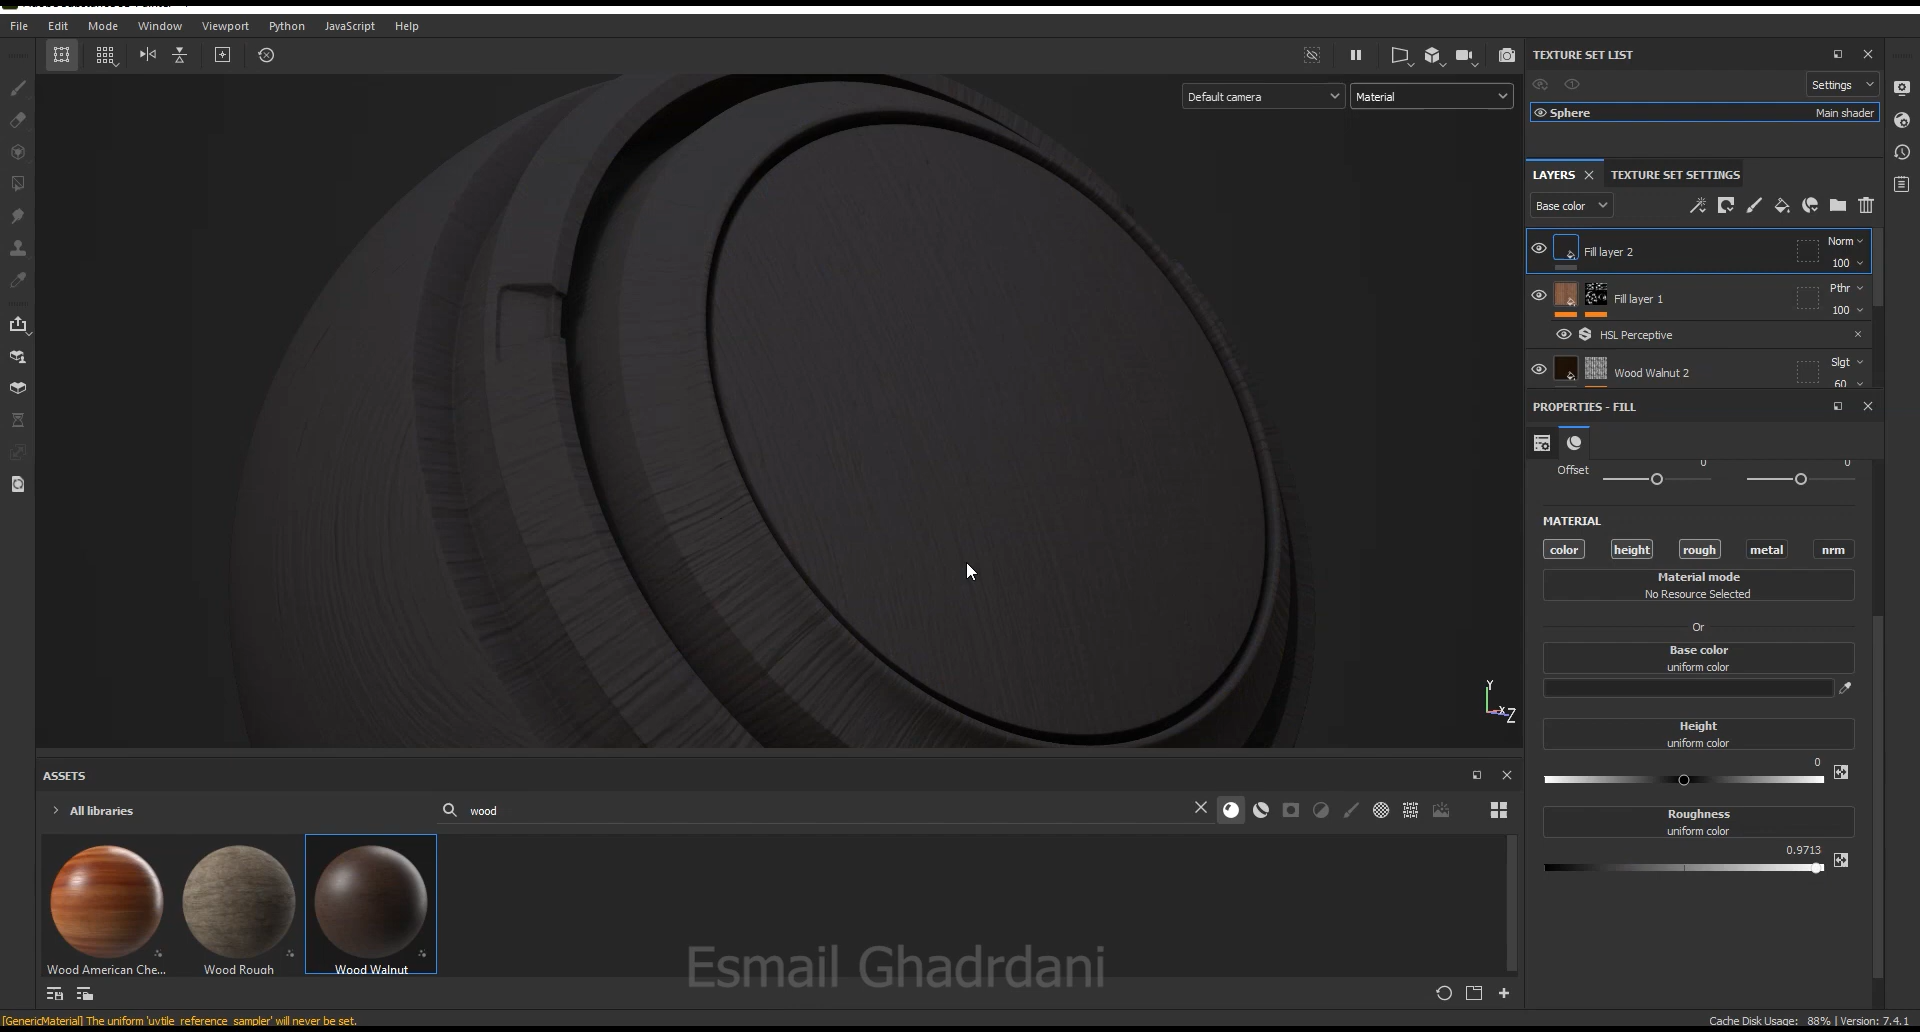 File Edit Mode Window Viewport Python JavaScript Help
TEXTURE SET LIST
Settings
Default camera
Material
Sphere
Main shader
LAYERS
TEXTURE SET SETTINGS
Base color
Fill layer 2
Norm
100
Fill layer 1
Pthr
100
HSL Perceptive
Wood Walnut 2
Slgt
60
PROPERTIES - FILL
Offset
0
0
MATERIAL
color height rough metal nrm
Material mode
No Resource Selected
Or
Base color
uniform color
Height
uniform color
0
Roughness
uniform color
0.9713
Y
X
Z
ASSETS
All libraries
wood
Wood American Che...
Wood Rough
Wood Walnut
Esmail Ghadrdani
[GenericMaterial] The uniform 'uvtile_reference_sampler' will never be set.
Cache Disk Usage: 88% | Version: 7.4.1